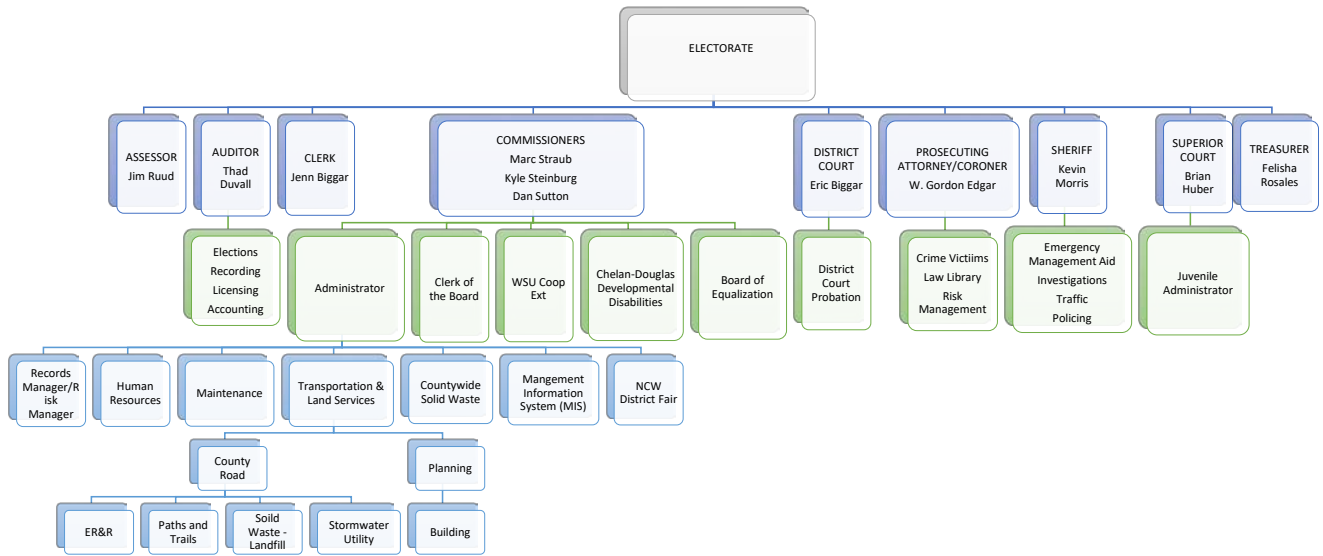 ELECTORATE
ASSESSOR
Jim Ruud
AUDITOR
Thad
Duvall
CLERK
Jenn Biggar
COMMISSIONERS
Marc Straub
Kyle Steinburg
Dan Sutton
DISTRICT
COURT
Eric Biggar
PROSECUTING
ATTORNEY/CORONER
W. Gordon Edgar
SHERIFF
Kevin
Morris
SUPERIOR
COURT
Brian
Huber
TREASURER
Felisha
Rosales
Elections
Recording
Licensing
Accounting
Administrator
Clerk of
the Board
WSU Coop
Ext
Chelan-Douglas
Developmental
Disabilities
Board of
Equalization
District
Court
Probation
Crime Victiims
Law Library
Risk
Management
Emergency
Management Aid
Investigations
Traffic
Policing
Juvenile
Administrator
Records
Manager/R
isk
Manager
Human
Resources
Maintenance
Transportation &
Land Services
Countywide
Solid Waste
Mangement
Information
System (MIS)
NCW
District Fair
County
Road
Planning
ER&R
Paths and
Trails
Soild
Waste -
Landfill
Stormwater
Utility
Building